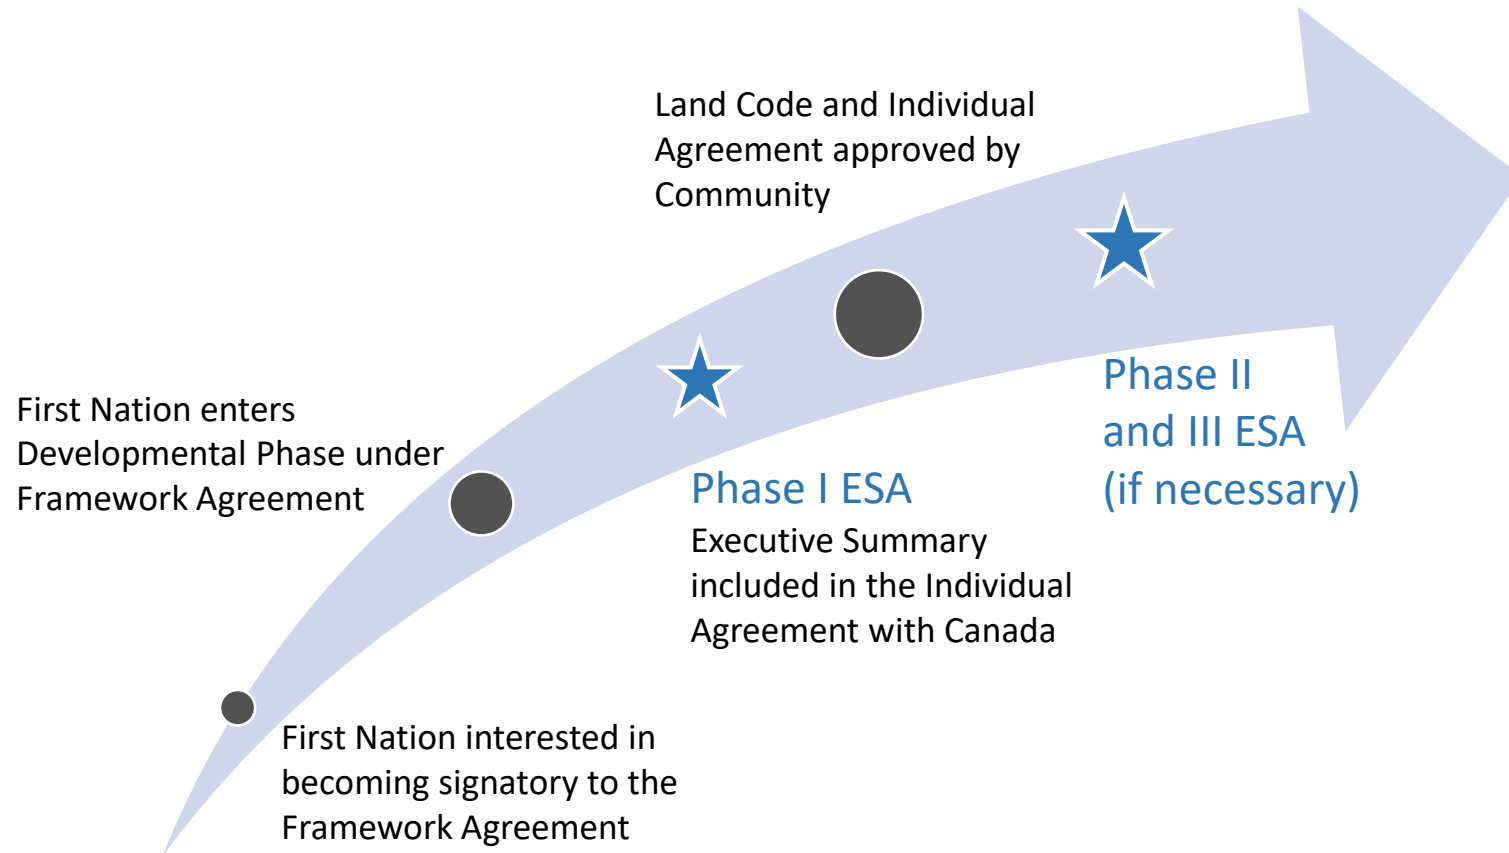 Land Code and Individual
Agreement approved by
Community
First Nation enters
Developmental Phase under
Framework Agreement
Phase II
and III ESA
(if necessary)
Phase I ESA
Executive Summary
included in the Individual
Agreement with Canada
First Nation interested in
becoming signatory to the
Framework Agreement